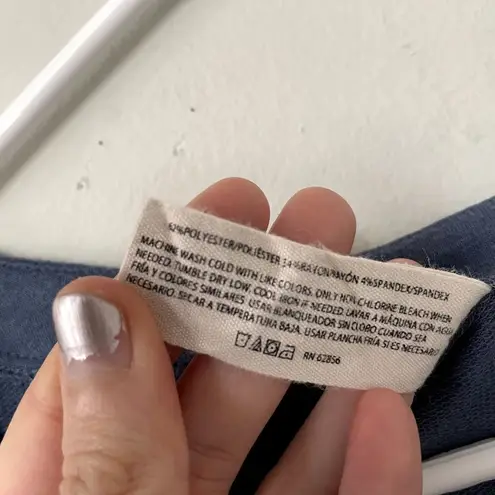 62%POLYESTER/POLIÉSTER 34%RAYON/RAYÓN 4%SPANDEX/SPANDEX
MACHINE WASH COLD WITH LIKE COLORS. ONLY NON CHLORINE BLEACH WHEN
NEEDED. TUMBLE DRY LOW. COOL IRON IF NEEDED. LAVAR A MÁQUINA CON AGUA
FRÍA Y COLORES SIMILARES. USAR BLANQUEADOR SIN CLORO CUANDO SEA
NECESARIO. SECAR A TEMPERATURA BAJA. USAR PLANCHA FRÍA SI ES NECESARIO.
RN 62856